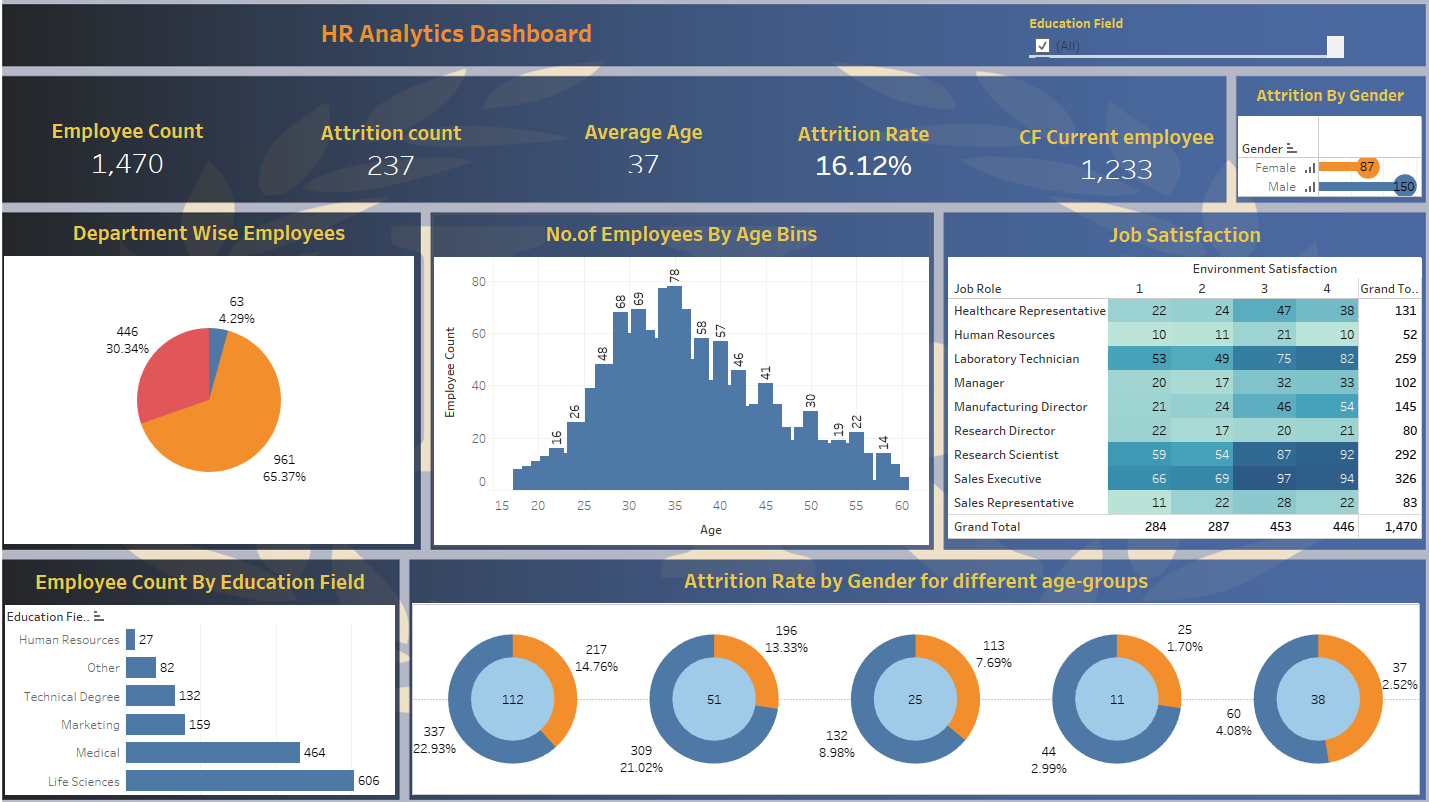 HR Analytics Dashboard
Education Field
(All)
Employee Count
1,470
Attrition count
237
Average Age
37
Attrition Rate
16.12%
CF Current employee
1,233
Attrition By Gender
Gender
Female 87
Male 150
Department Wise Employees
63
4.29%
446
30.34%
961
65.37%
No.of Employees By Age Bins
Employee Count
80
60
40
20
0
16
26
48
68
69
78
58
57
46
41
30
19
22
14
15 20 25 30 35 40 45 50 55 60
Age
Job Satisfaction
Environment Satisfaction
Job Role 1 2 3 4 Grand To..
Healthcare Representative 22 24 47 38 131
Human Resources 10 11 21 10 52
Laboratory Technician 53 49 75 82 259
Manager 20 17 32 33 102
Manufacturing Director 21 24 46 54 145
Research Director 22 17 20 21 80
Research Scientist 59 54 87 92 292
Sales Executive 66 69 97 94 326
Sales Representative 11 22 28 22 83
Grand Total 284 287 453 446 1,470
Employee Count By Education Field
Education Fie..
Human Resources 27
Other 82
Technical Degree 132
Marketing 159
Medical 464
Life Sciences 606
Attrition Rate by Gender for different age-groups
217
14.76%
112
337
22.93%
196
13.33%
51
309
21.02%
113
7.69%
25
132
8.98%
25
1.70%
11
44
2.99%
37
2.52%
38
60
4.08%